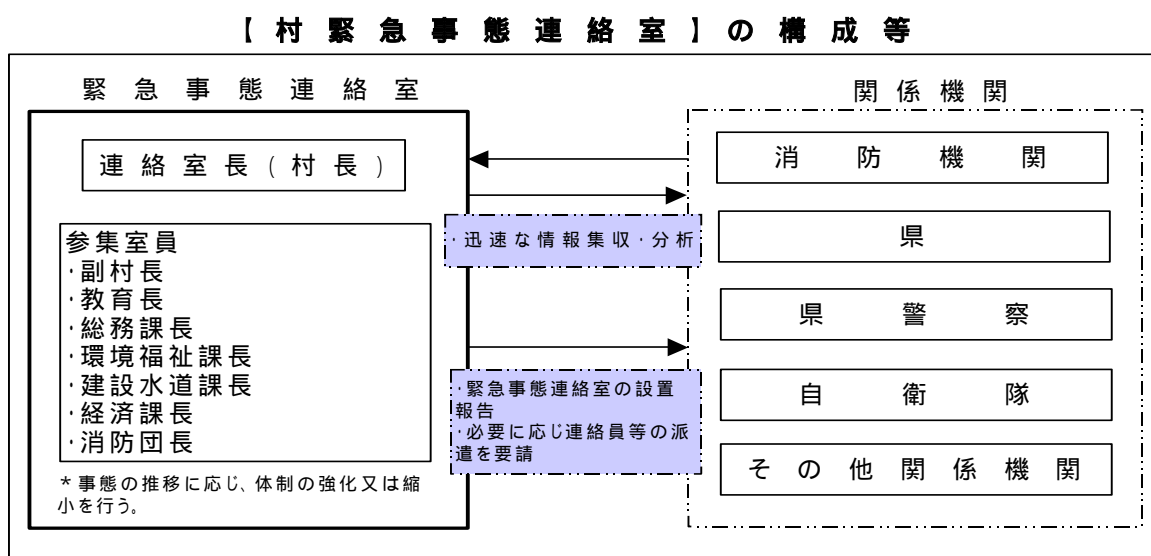 【村緊急事態連絡室】の構成等
緊急事態連絡室
連絡室長(村長)
参集室員
・副村長
・教育長
・総務課長
・環境福祉課長
・建設水道課長
・経済課長
・消防団長
*事態の推移に応じ、体制の強化又は縮
小を行う。
・迅速な情報集収・分析
・緊急事態連絡室の設置
報告
・必要に応じ連絡員等の派
遣を要請
関係機関
消防機関
県
県警察
自衛隊
その他関係機関